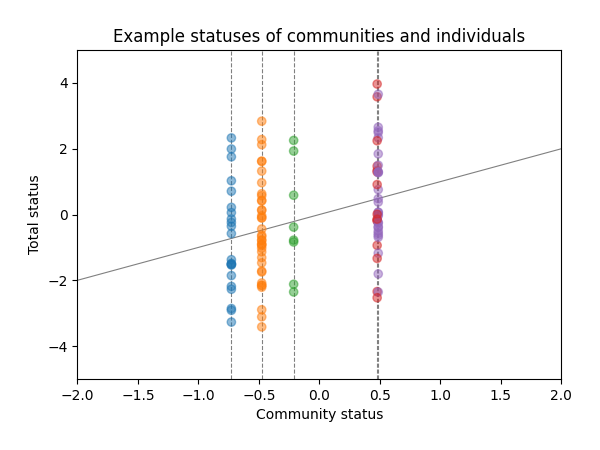 Example statuses of communities and individuals
Total status
4
2
0
−2
−4
−2.0 −1.5 −1.0 −0.5 0.0 0.5 1.0 1.5 2.0
Community status